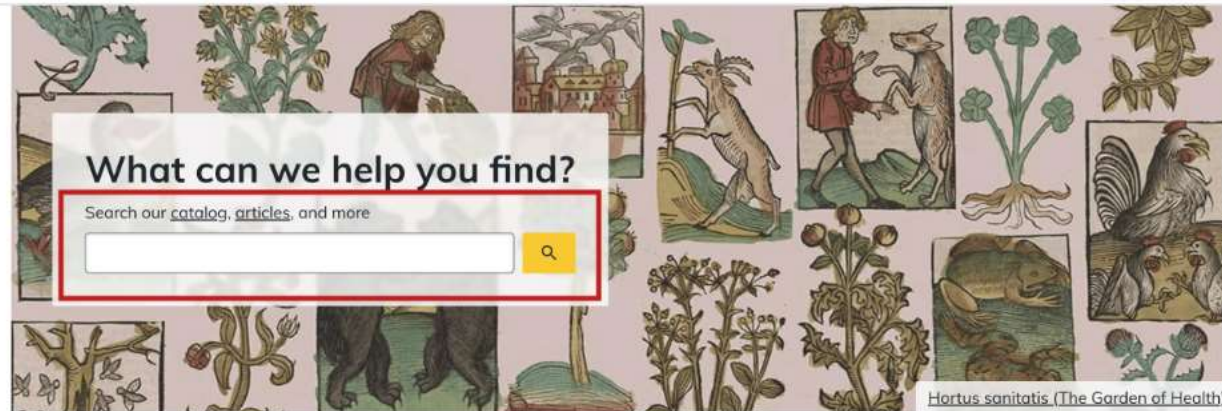 What can we help you find?
Search our catalog, articles, and more
Hortus sanitatis (The Garden of Health)